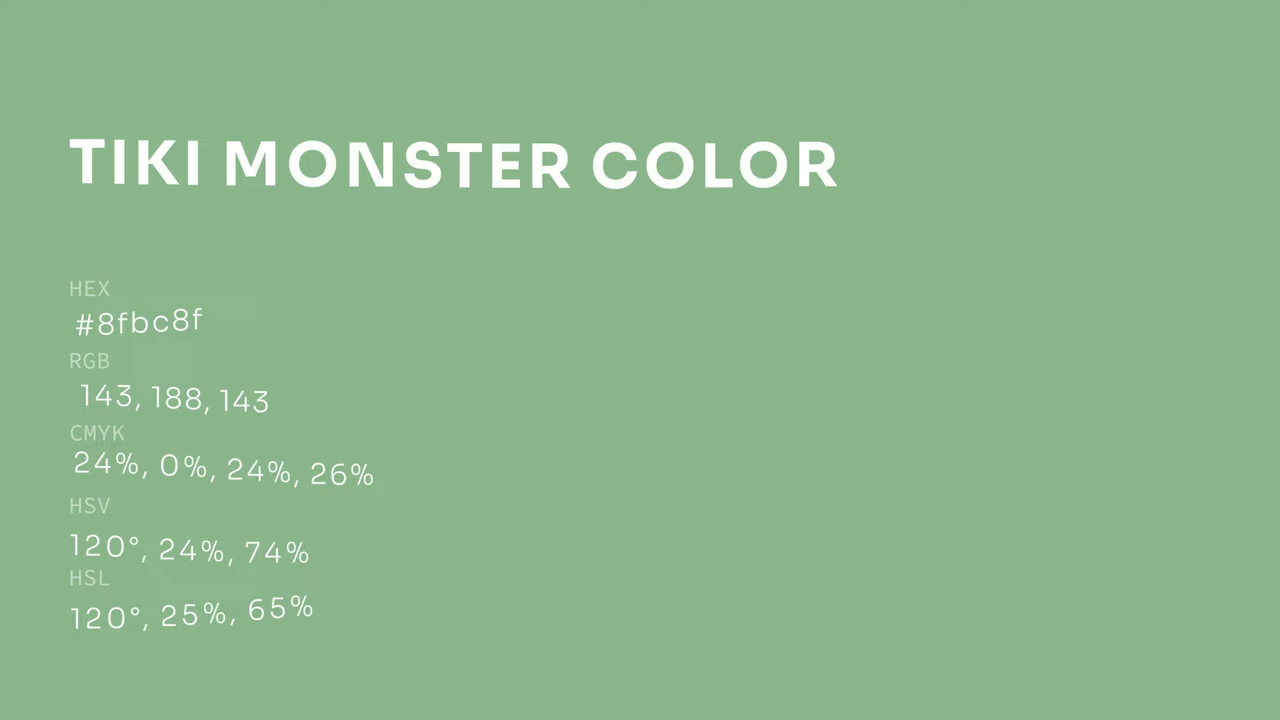 TIKI MONSTER COLOR
HEX
#8fbc8f
RGB
143, 188, 143
CMYK
24%, 0%, 24%, 26%
HSV
120°, 24%, 74%
HSL
120°, 25%, 65%